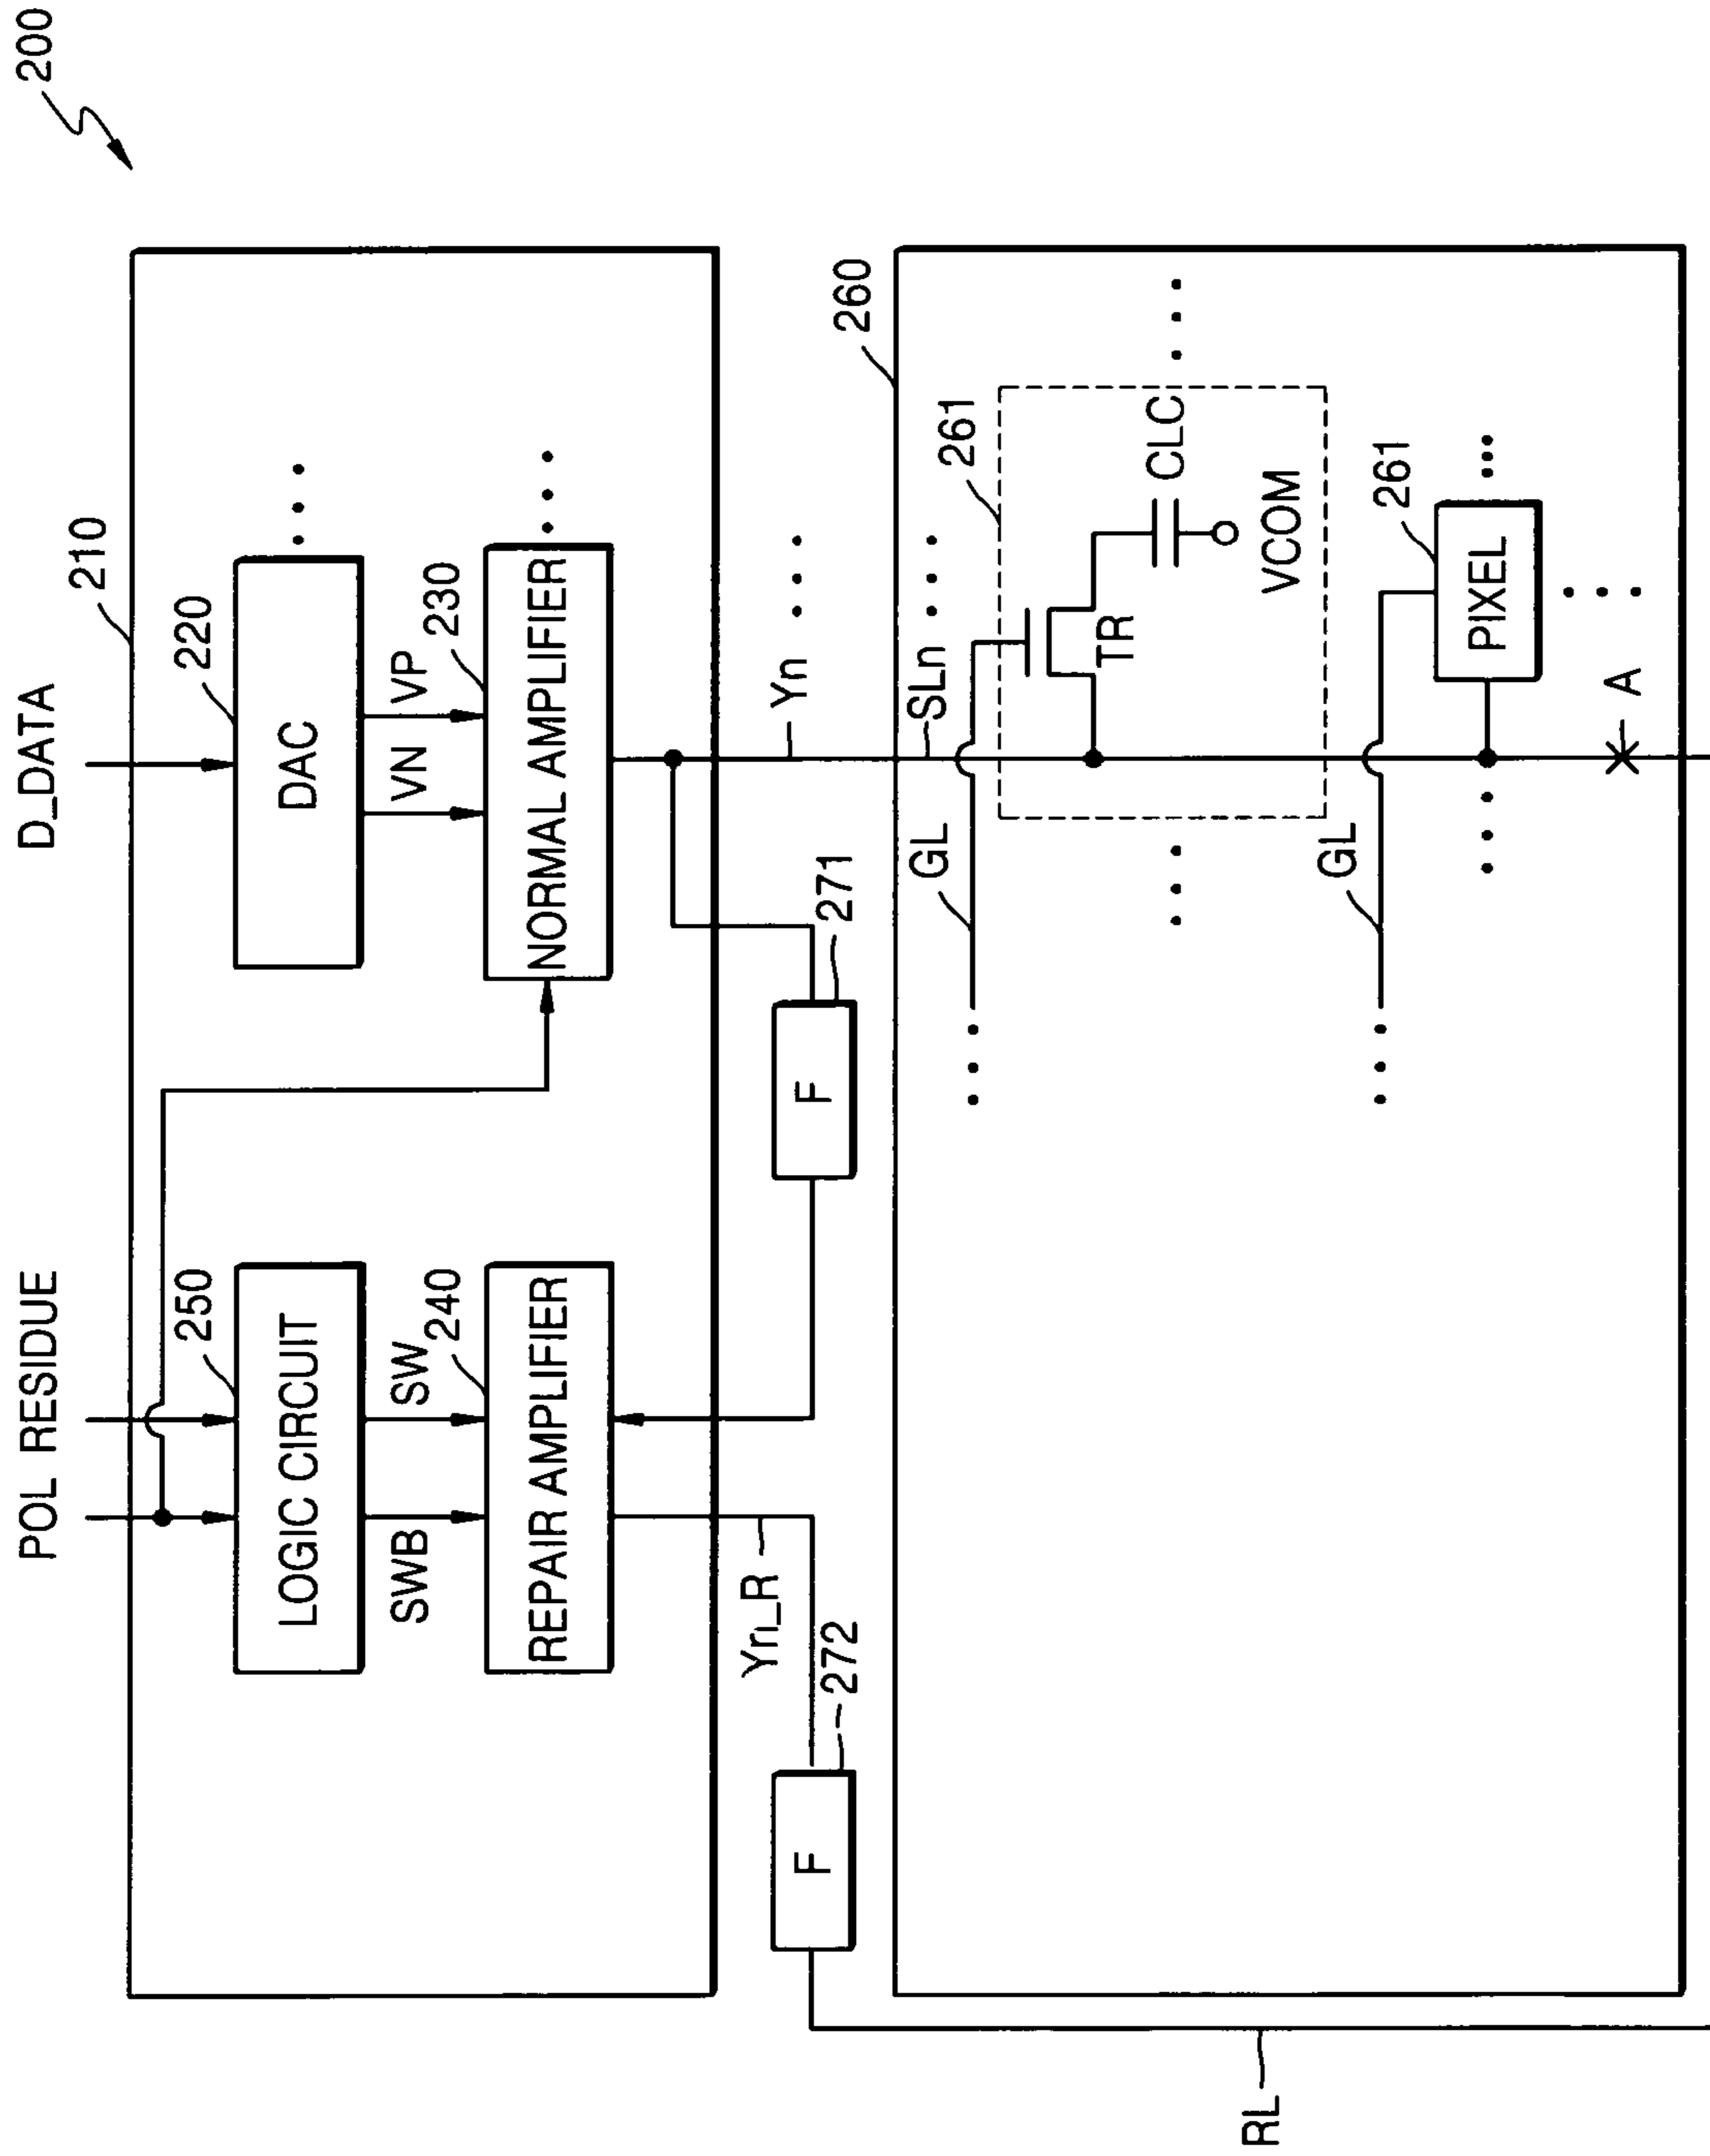 200
D_DATA
POL RESIDUE
210
220
DAC
250
LOGIC CIRCUIT
VN
VP
SWB
SW
230
NORMAL AMPLIFIER
240
REPAIR AMPLIFIER
Yn
Yn_R
271
F
272
F
260
SLn
GL
261
TR
CLC
VCOM
GL
261
PIXEL
A
RL